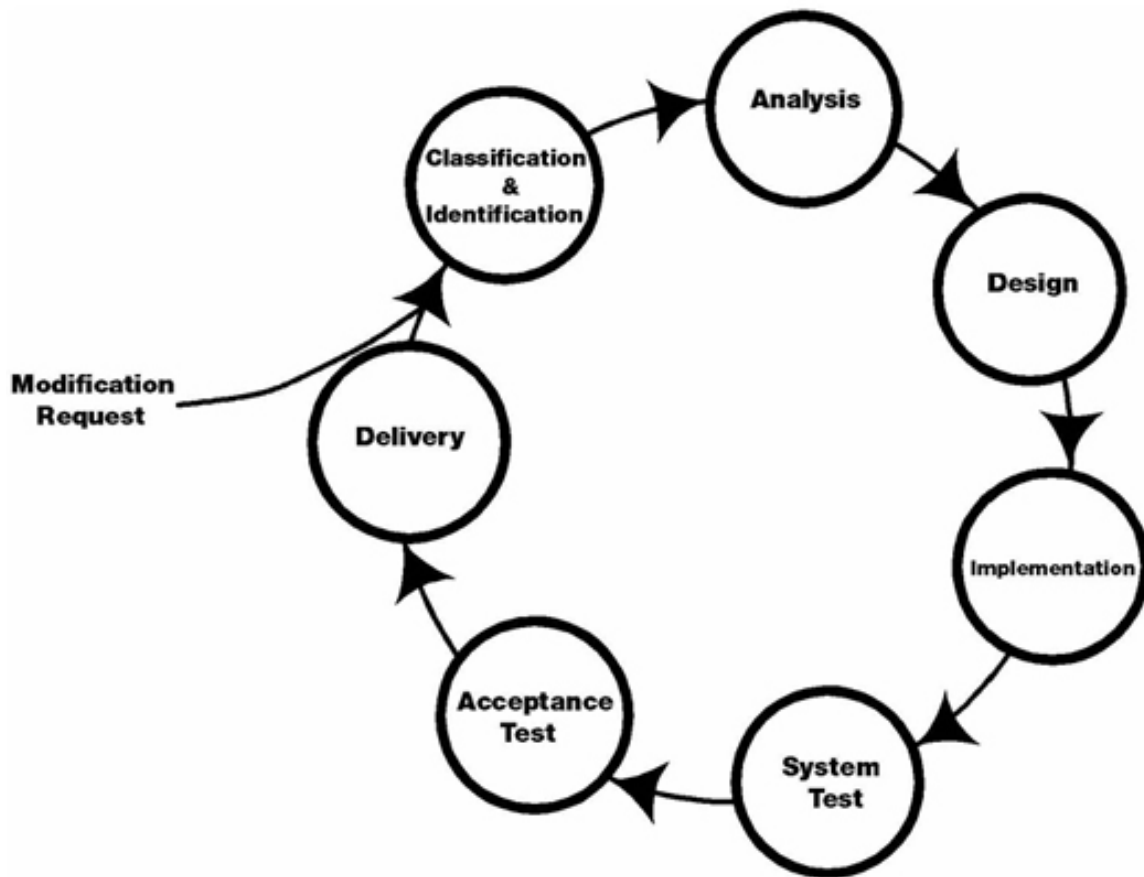 Analysis
Classification
&
Identification
Design
Modification
Request
Delivery
Implementation
Acceptance
Test
System
Test